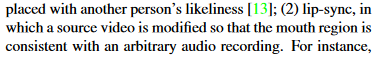 placed with another person's likeliness [13]; (2) lip-sync, in
which a source video is modified so that the mouth region is
consistent with an arbitrary audio recording. For instance,